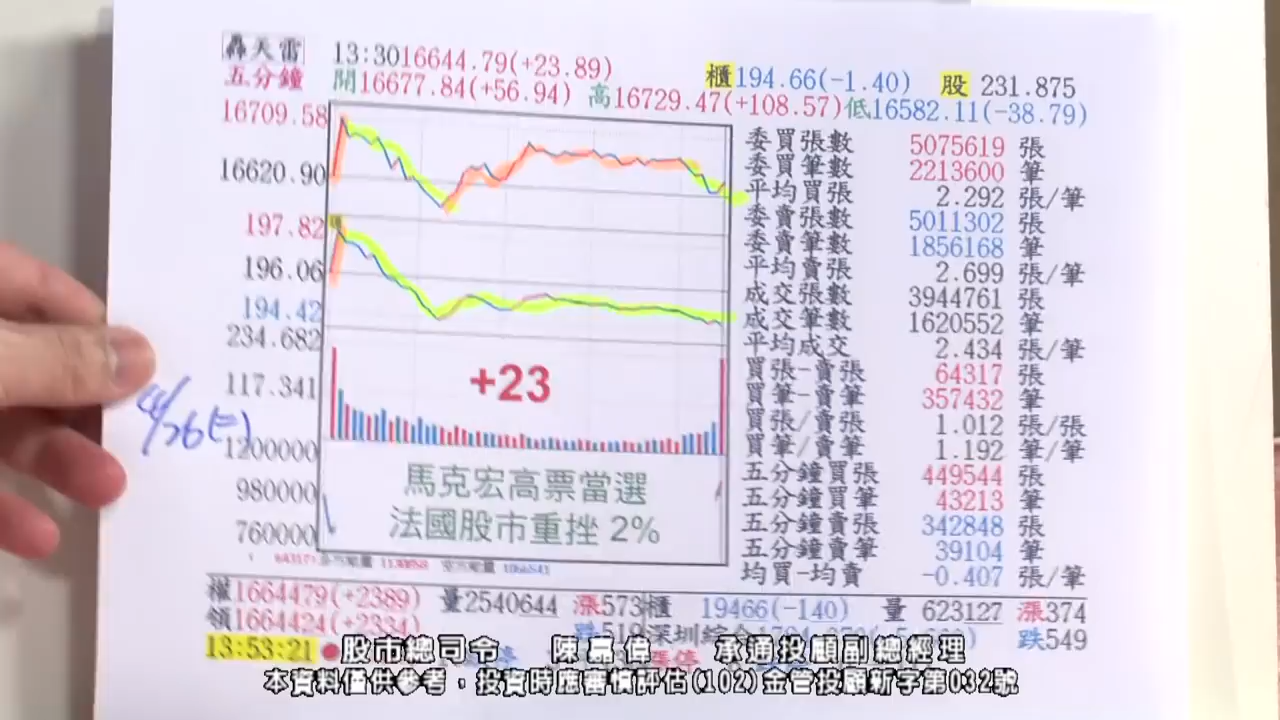 轟天雷 13:30 16644.79(+23.89) 櫃194.66(-1.40) 股 231.875
五分鐘 開16677.84(+56.94) 高16729.47(+108.57) 低16582.11(-38.79)
16709.58
16620.90
197.82
196.06
194.42
234.682
117.341
1200000
980000
760000
4/26(二)
+23
馬克宏高票當選
法國股市重挫 2%
委買張數 5075619 張
委買筆數 2213600 筆
平均買張 2.292 張/筆
委賣張數 5011302 張
委賣筆數 1856168 筆
平均賣張 2.699 張/筆
成交張數 3944761 張
成交筆數 1620552 筆
平均成交 2.434 張/筆
買張-賣張 64317 張
買筆-賣筆 357432 筆
買張/賣張 1.012 張/張
買筆/賣筆 1.192 筆/筆
五分鐘買張 449544 張
五分鐘買筆 43213 筆
五分鐘賣張 342848 張
五分鐘賣筆 39104 筆
均買-均賣 -0.407 張/筆
權1664479(+2389) 量2540644 漲573 櫃 19466(-140) 量 623127 漲374
領1664424(+2334) 跌519 深圳綜合 跌549
13:53:21
股市總司令 陳嘉偉 承通投顧副總經理
本資料僅供參考，投資時應審慎評估(102)金管投顧新字第032號